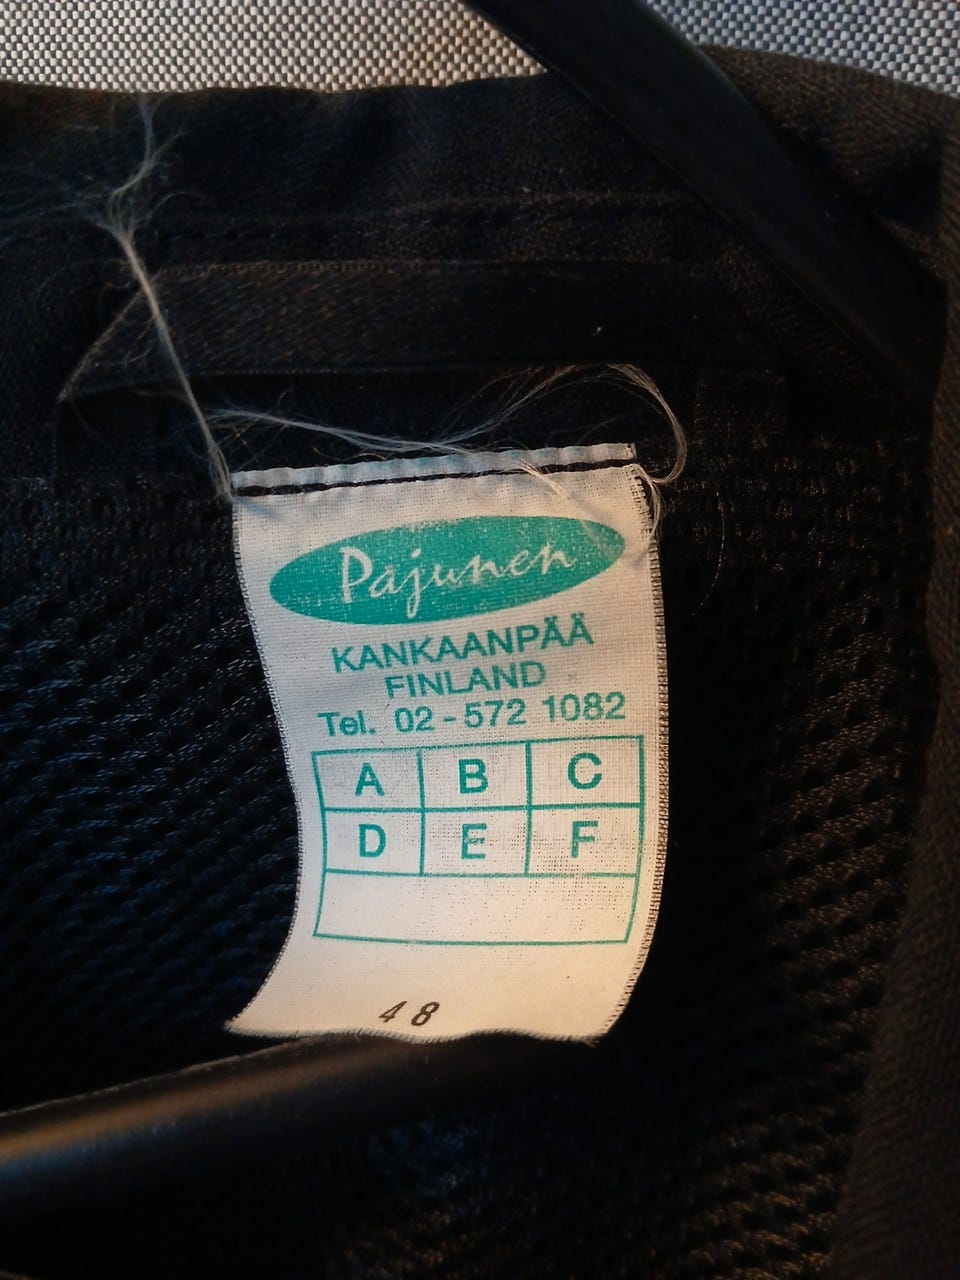 Pajunen
KANKAANPÄÄ
FINLAND
Tel. 02-572 1082
A B C
D E F
48